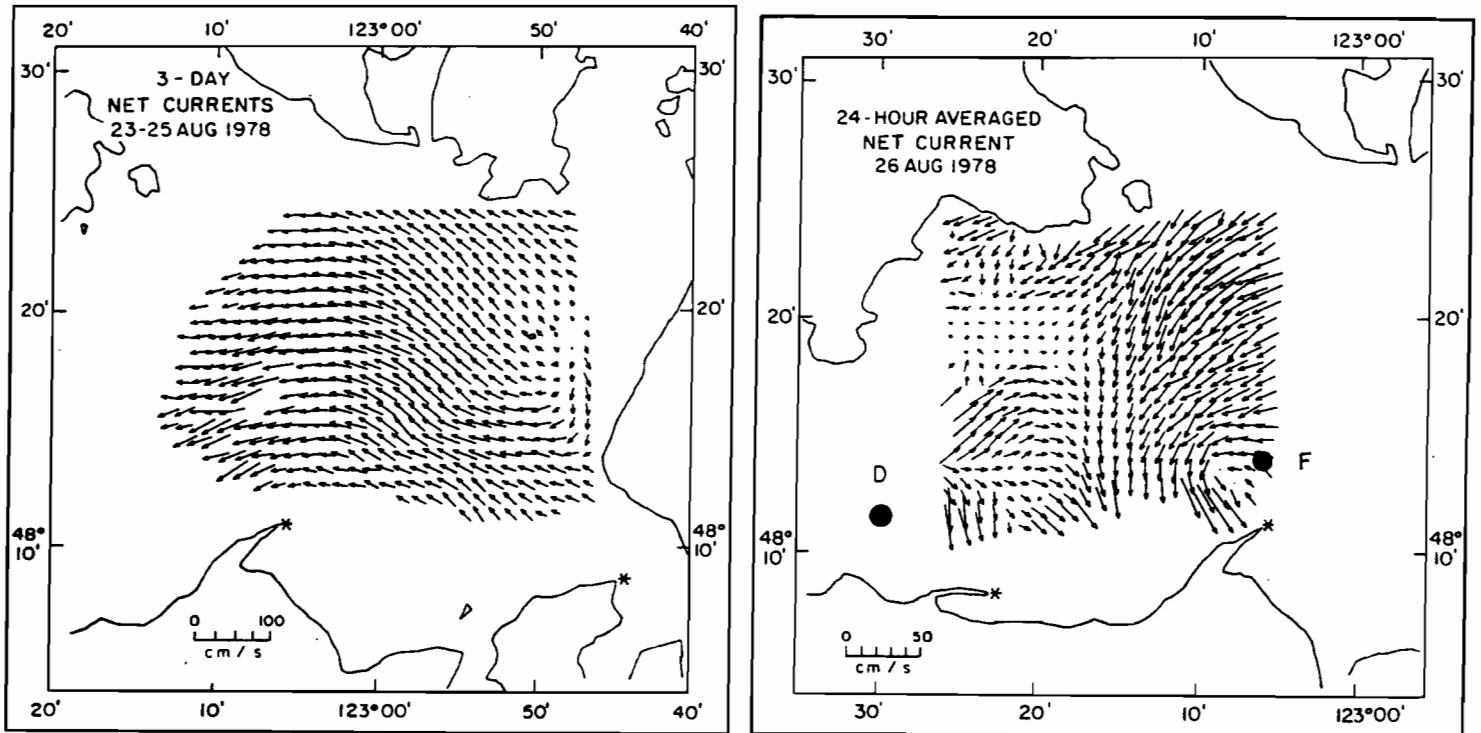 20' 10' 123°00' 50' 40'
30' 30'
3-DAY
NET CURRENTS
23-25 AUG 1978
20' 20'
48° 48°
10' 10'
*
*
0 100
cm/s
20' 10' 123°00' 50' 40'
30' 20' 10' 123°00'
30' 30'
24-HOUR AVERAGED
NET CURRENT
26 AUG 1978
20' 20'
D F
48° 48°
10' 10'
*
*
0 50
cm/s
30' 20' 10' 123°00'